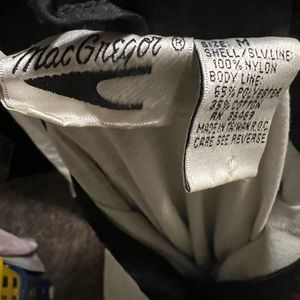 MacGregor®
SIZE: M
SHELL/SLV.LINE:
100% NYLON
BODY LINE:
65% POLYESTER
35% COTTON
RN 35469
MADE IN TAIWAN R.O.C.
CARE SEE REVERSE